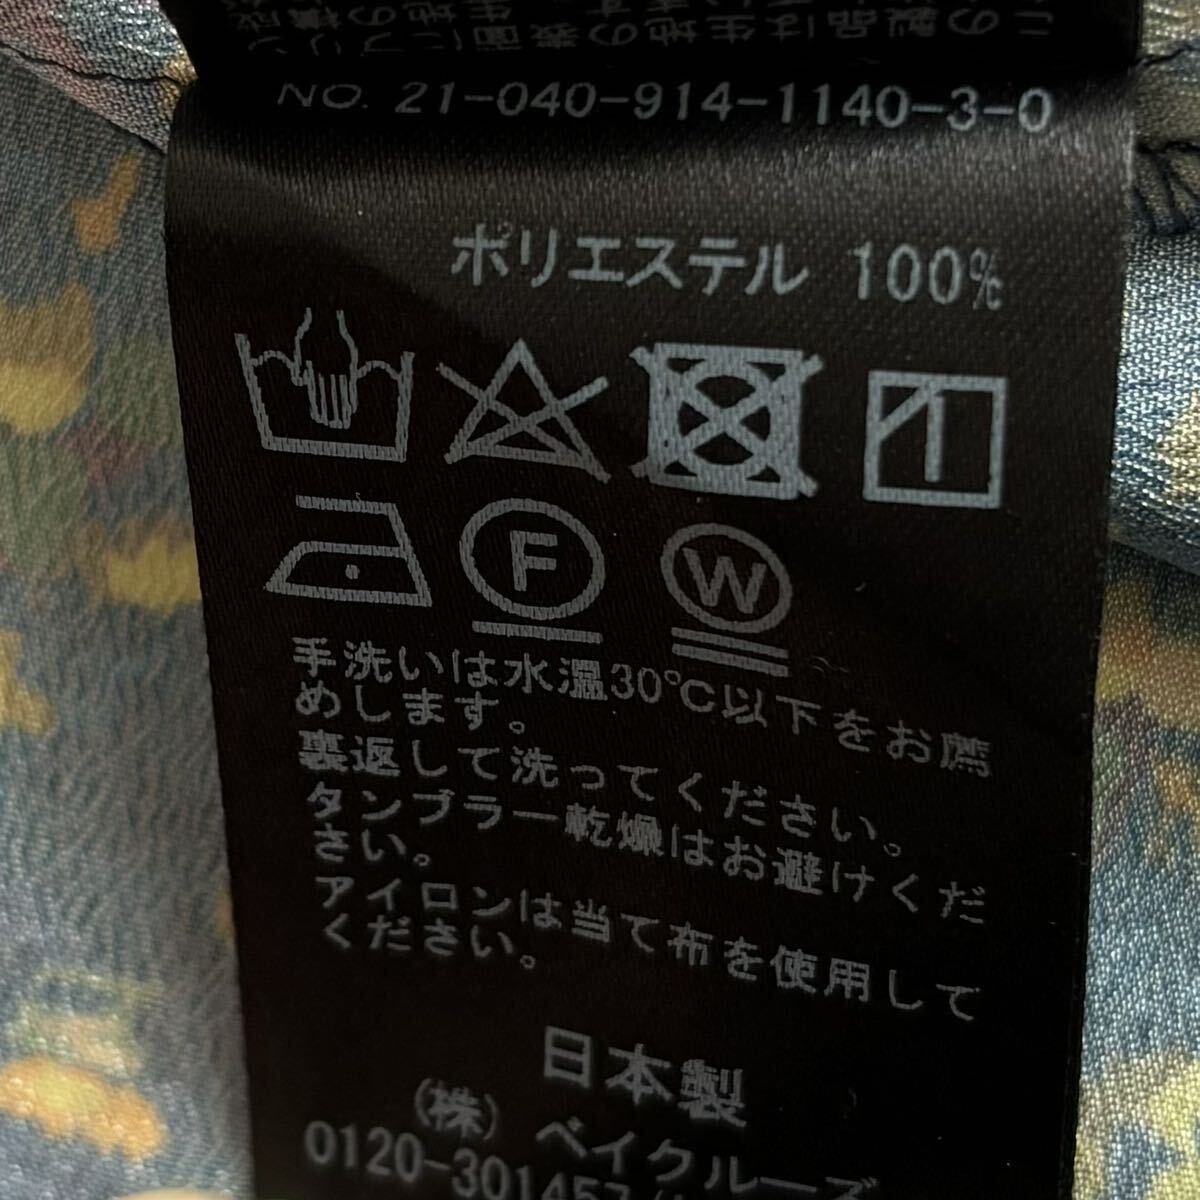 NO. 21-040-914-1140-3-0
ポリエステル 100%
F
W
手洗いは水温30℃以下をお薦
めします。
裏返して洗ってください。
タンブラー乾燥はお避けくだ
さい。
アイロンは当て布を使用して
ください。
日本製
(株) ベイクルーズ
0120-301457